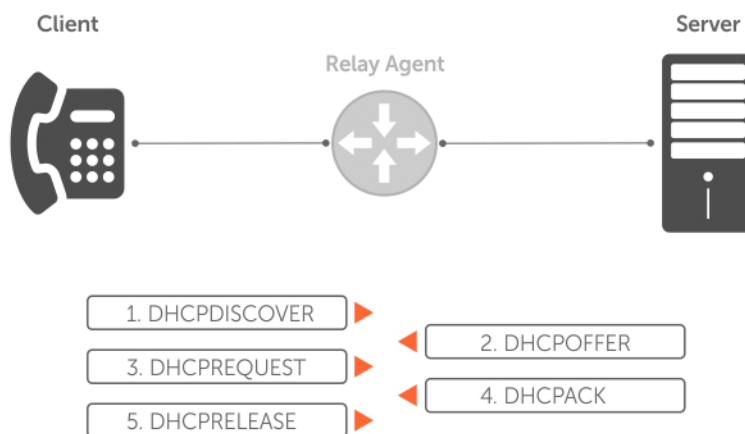 Client
Server
Relay Agent
1. DHCPDISCOVER
2. DHCPOFFER
3. DHCPREQUEST
4. DHCPACK
5. DHCPRELEASE